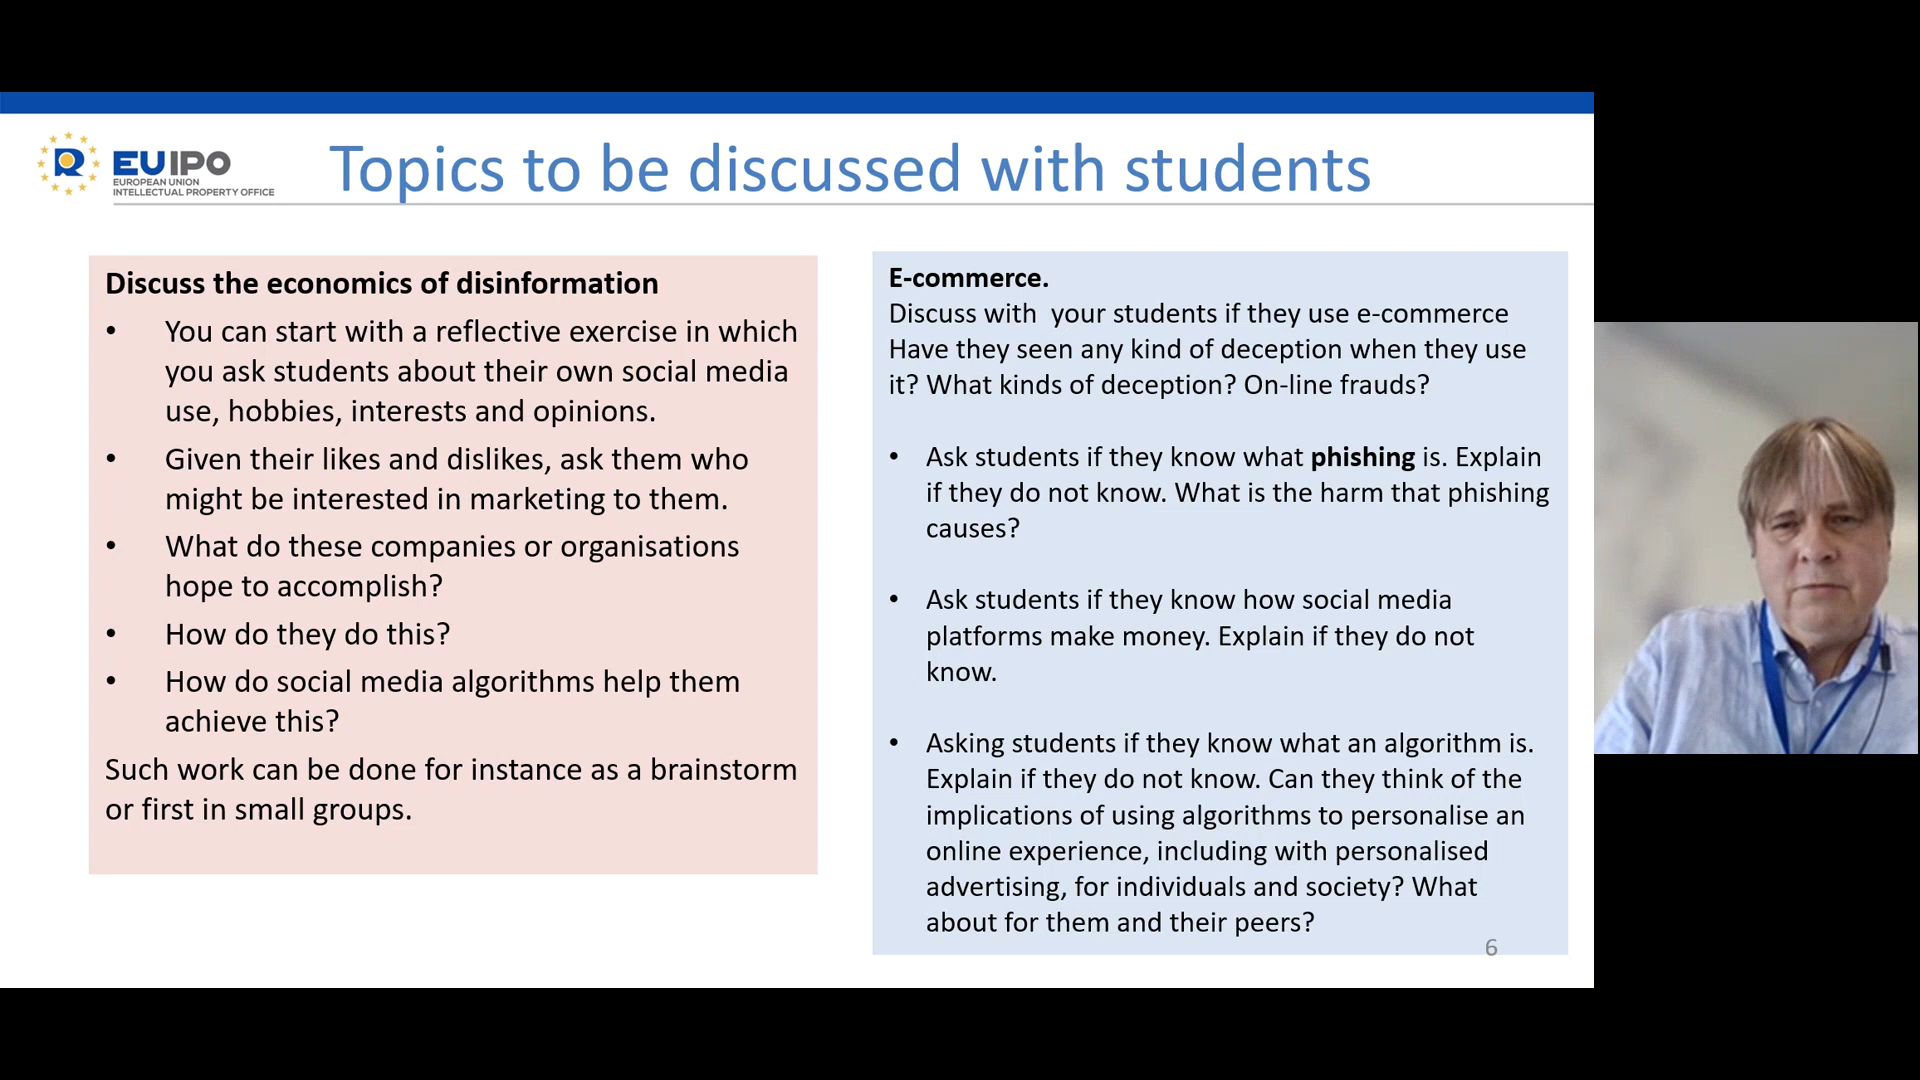 R
EUIPO
EUROPEAN UNION
INTELLECTUAL PROPERTY OFFICE
Topics to be discussed with students
Discuss the economics of disinformation
• You can start with a reflective exercise in which
you ask students about their own social media
use, hobbies, interests and opinions.
• Given their likes and dislikes, ask them who
might be interested in marketing to them.
• What do these companies or organisations
hope to accomplish?
• How do they do this?
• How do social media algorithms help them
achieve this?
Such work can be done for instance as a brainstorm
or first in small groups.
E-commerce.
Discuss with  your students if they use e-commerce
Have they seen any kind of deception when they use
it? What kinds of deception? On-line frauds?
• Ask students if they know what phishing is. Explain
if they do not know. What is the harm that phishing
causes?
• Ask students if they know how social media
platforms make money. Explain if they do not
know.
• Asking students if they know what an algorithm is.
Explain if they do not know. Can they think of the
implications of using algorithms to personalise an
online experience, including with personalised
advertising, for individuals and society? What
about for them and their peers?
6